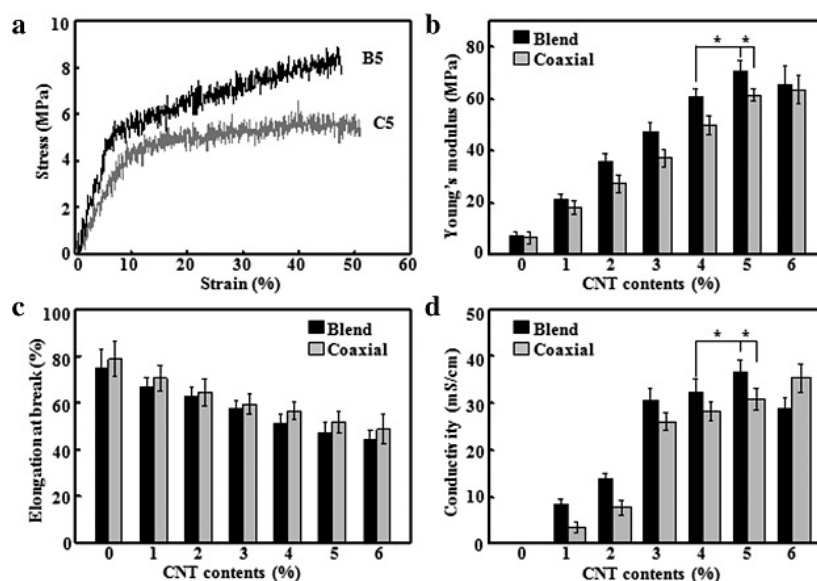 a
Stress (MPa)
10
8
6
4
2
0
B5
C5
0 10 20 30 40 50 60
Strain (%)
b
Young's modulus (MPa)
80
60
40
20
0
Blend
Coaxial
* *
0 1 2 3 4 5 6
CNT contents (%)
c
Elongation at break (%)
100
80
60
40
20
0
Blend
Coaxial
0 1 2 3 4 5 6
CNT contents (%)
d
Conductivity (mS/cm)
50
40
30
20
10
0
Blend
Coaxial
* *
0 1 2 3 4 5 6
CNT contents (%)